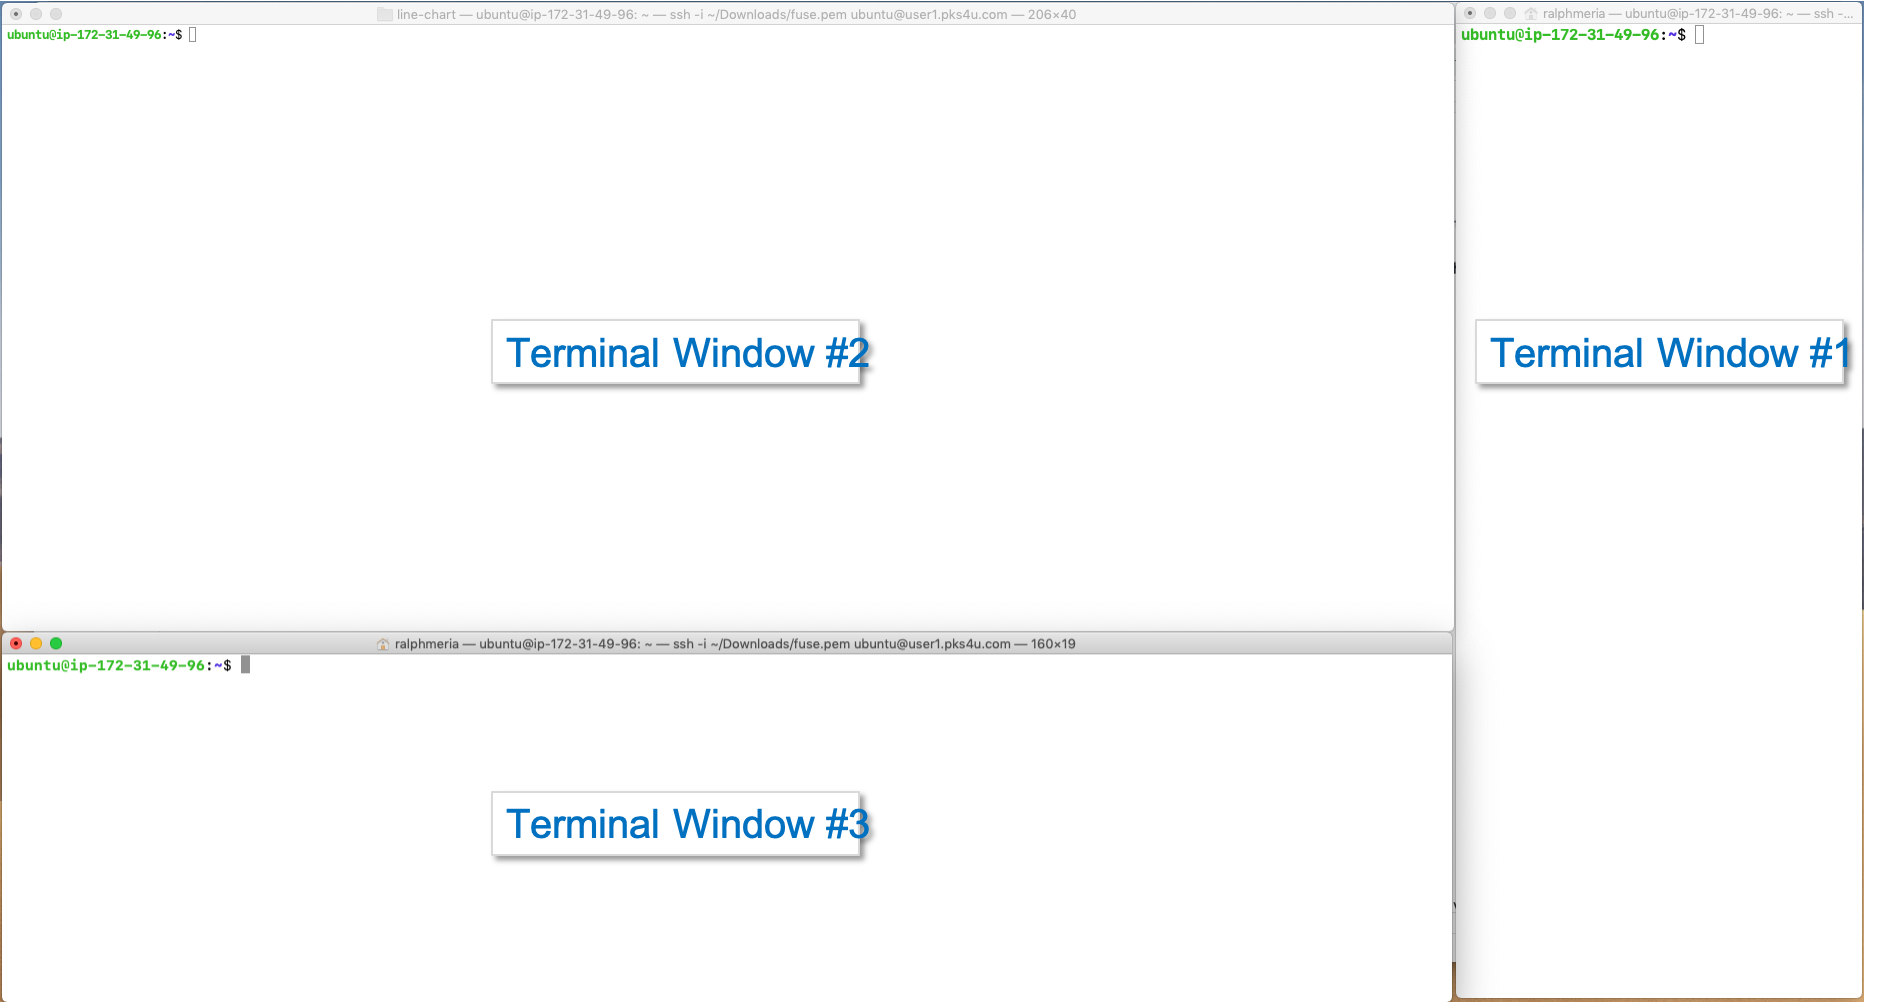 line-chart — ubuntu@ip-172-31-49-96: ~ — ssh -i ~/Downloads/fuse.pem ubuntu@user1.pks4u.com — 206×40
ubuntu@ip-172-31-49-96:~$
Terminal Window #2
ralphmeria — ubuntu@ip-172-31-49-96: ~ — ssh -...
ubuntu@ip-172-31-49-96:~$
Terminal Window #1
ralphmeria — ubuntu@ip-172-31-49-96: ~ — ssh -i ~/Downloads/fuse.pem ubuntu@user1.pks4u.com — 160×19
ubuntu@ip-172-31-49-96:~$
Terminal Window #3